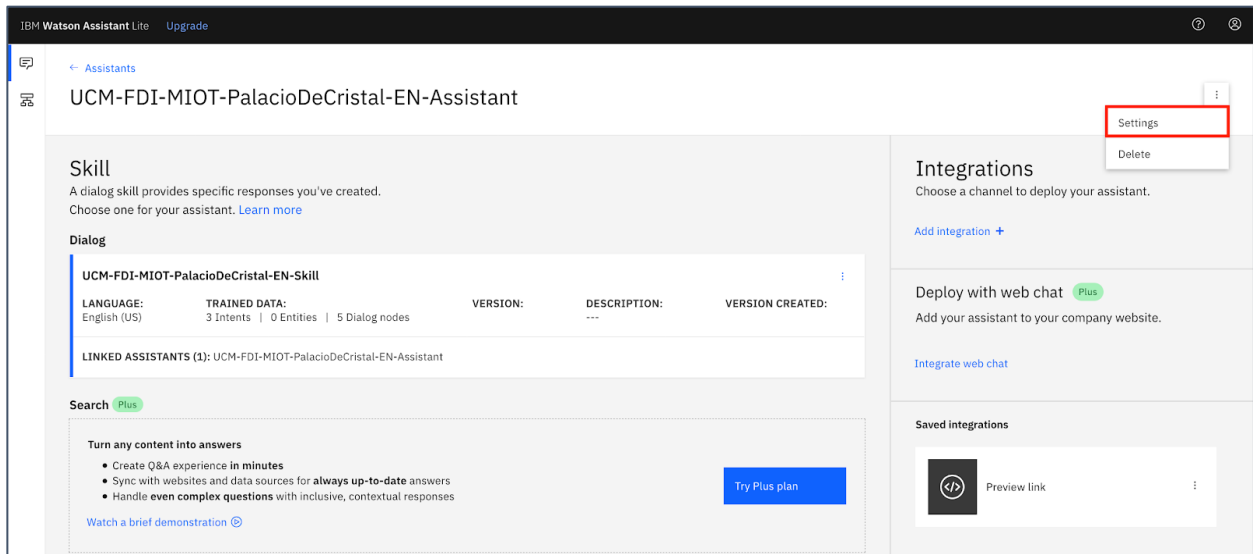 IBM Watson Assistant Lite Upgrade
← Assistants
UCM-FDI-MIOT-PalacioDeCristal-EN-Assistant
Settings
Delete
Skill
A dialog skill provides specific responses you've created.
Choose one for your assistant. Learn more
Dialog
UCM-FDI-MIOT-PalacioDeCristal-EN-Skill
LANGUAGE: TRAINED DATA: VERSION: DESCRIPTION: VERSION CREATED:
English (US) 3 Intents | 0 Entities | 5 Dialog nodes ---
LINKED ASSISTANTS (1): UCM-FDI-MIOT-PalacioDeCristal-EN-Assistant
Search Plus
Turn any content into answers
• Create Q&A experience in minutes
• Sync with websites and data sources for always up-to-date answers
• Handle even complex questions with inclusive, contextual responses
Try Plus plan
Watch a brief demonstration
Integrations
Choose a channel to deploy your assistant.
Add integration +
Deploy with web chat Plus
Add your assistant to your company website.
Integrate web chat
Saved integrations
</> Preview link